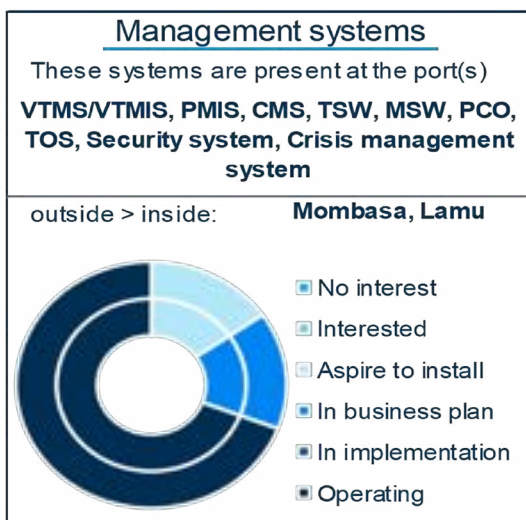 Management systems
These systems are present at the port(s)
VTMS/VTMIS, PMIS, CMS, TSW, MSW, PCO,
TOS, Security system, Crisis management
system
outside > inside: Mombasa, Lamu
No interest
Interested
Aspire to install
In business plan
In implementation
Operating